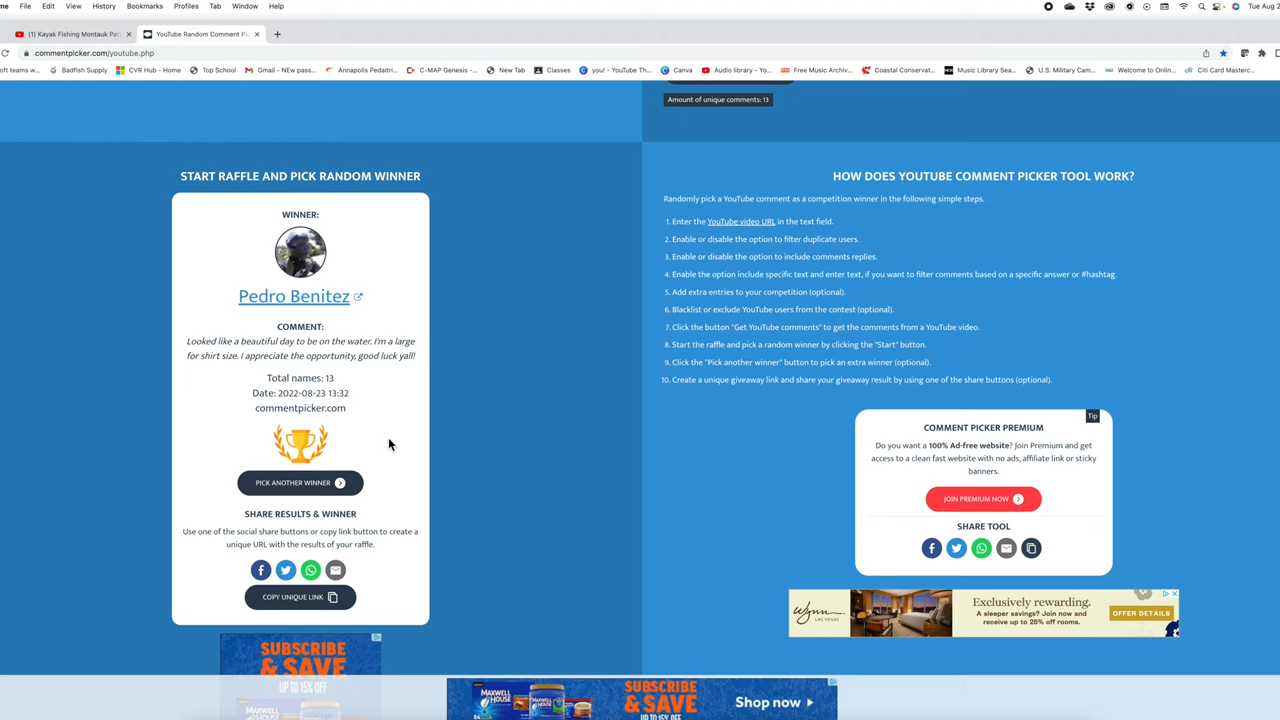 File Edit View History Bookmarks Profiles Tab Window Help
(1) Kayak Fishing Montauk Par
YouTube Random Comment Pi
commentpicker.com/youtube.php
oft teams w...
Badfish Supply
CVR Hub - Home
Top School
Gmail - NEw pass...
Annapolis Pedaitri...
C-MAP Genesis -...
New Tab
Classes
you! - YouTube Th...
Canva
Audio library - Yo...
Free Music Archiv...
Coastal Conservat...
Music Library Sea...
U.S. Military Cam...
Welcome to Onlin...
Citi Card Masterc...
Amount of unique comments: 13
START RAFFLE AND PICK RANDOM WINNER
WINNER:
Pedro Benitez
COMMENT:
Looked like a beautiful day to be on the water. I'm a large
for shirt size. I appreciate the opportunity, good luck yall!
Total names: 13
Date: 2022-08-23 13:32
commentpicker.com
PICK ANOTHER WINNER
SHARE RESULTS & WINNER
Use one of the social share buttons or copy link button to create a
unique URL with the results of your raffle.
COPY UNIQUE LINK
SUBSCRIBE
& SAVE
UP TO 15% OFF
HOW DOES YOUTUBE COMMENT PICKER TOOL WORK?
Randomly pick a YouTube comment as a competition winner in the following simple steps.
1. Enter the YouTube video URL in the text field.
2. Enable or disable the option to filter duplicate users.
3. Enable or disable the option to include comments replies.
4. Enable the option include specific text and enter text, if you want to filter comments based on a specific answer or #hashtag.
5. Add extra entries to your competition (optional).
6. Blacklist or exclude YouTube users from the contest (optional).
7. Click the button "Get YouTube comments" to get the comments from a YouTube video.
8. Start the raffle and pick a random winner by clicking the "Start" button.
9. Click the "Pick another winner" button to pick an extra winner (optional).
10. Create a unique giveaway link and share your giveaway result by using one of the share buttons (optional).
Tip
COMMENT PICKER PREMIUM
Do you want a 100% Ad-free website? Join Premium and get
access to a clean fast website with no ads, affiliate link or sticky
banners.
JOIN PREMIUM NOW
SHARE TOOL
Wynn
LAS VEGAS
Exclusively rewarding.
A sleeper savings? Join now and
receive up to 25% off rooms.
OFFER DETAILS
MAXWELL
HOUSE
SUBSCRIBE
& SAVE
UP TO 15% OFF
Shop now